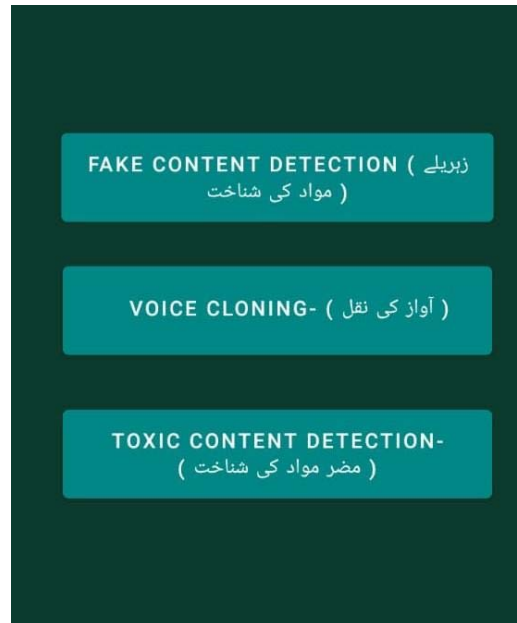 FAKE CONTENT DETECTION ( زہریلے
مواد کی شناخت )
VOICE CLONING- ( آواز کی نقل )
TOXIC CONTENT DETECTION-
( مضر مواد کی شناخت )